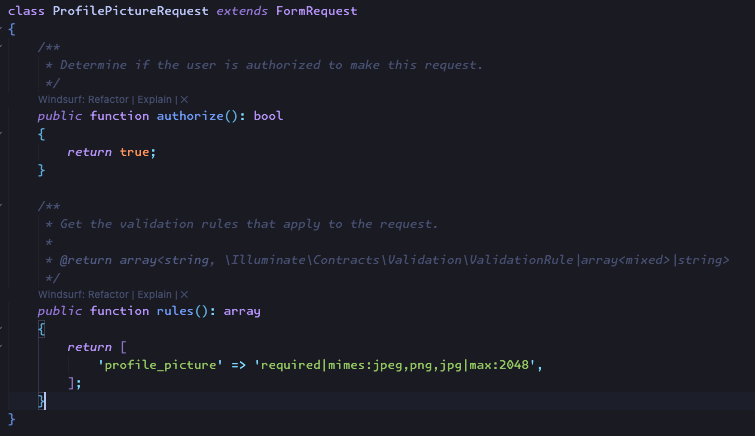 class ProfilePictureRequest extends FormRequest
{
/**
* Determine if the user is authorized to make this request.
*/
Windsurf: Refactor | Explain | ✕
public function authorize(): bool
{
return true;
}
/**
* Get the validation rules that apply to the request.
*
* @return array<string, \Illuminate\Contracts\Validation\ValidationRule|array<mixed>|string>
*/
Windsurf: Refactor | Explain | ✕
public function rules(): array
{
return [
'profile_picture' => 'required|mimes:jpeg,png,jpg|max:2048',
];
}
}